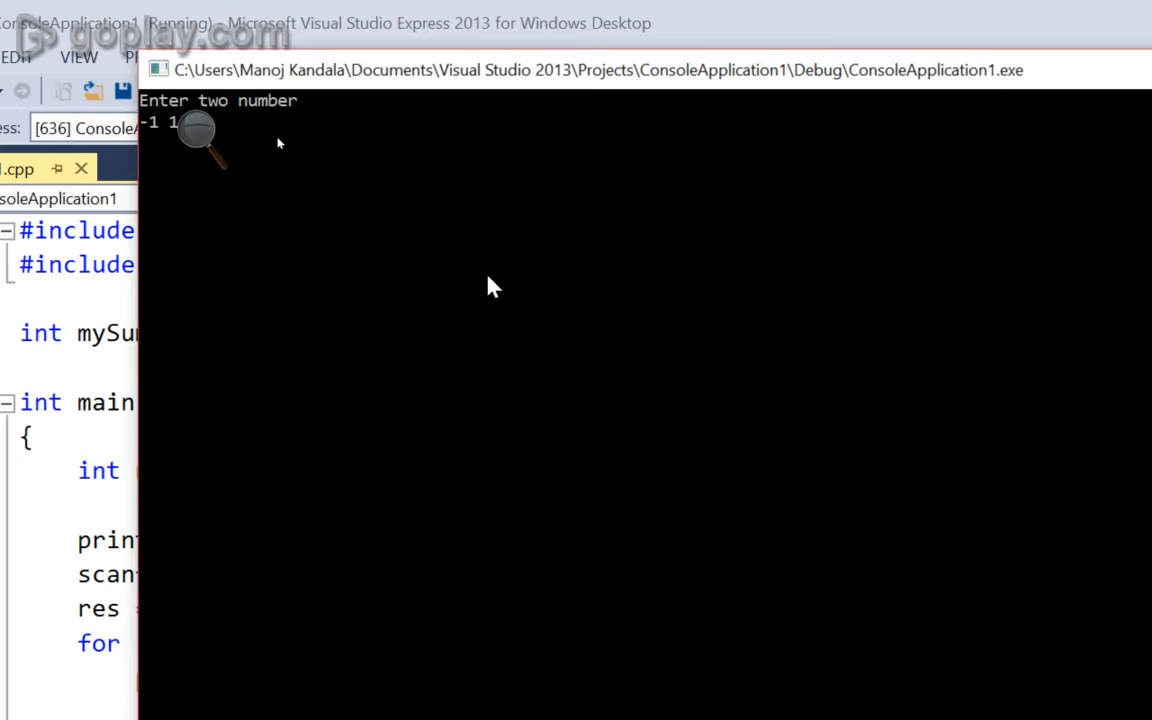 onsoleApplication1 (Running) - Microsoft Visual Studio Express 2013 for Windows Desktop
goplay.com
EDIT VIEW P
C:\Users\Manoj Kandala\Documents\Visual Studio 2013\Projects\ConsoleApplication1\Debug\ConsoleApplication1.exe
Enter two number
ess: [636] ConsoleA
-1 1
.cpp
soleApplication1
#include
#include
int mySu
int main
{
int
prin
scan
res =
for